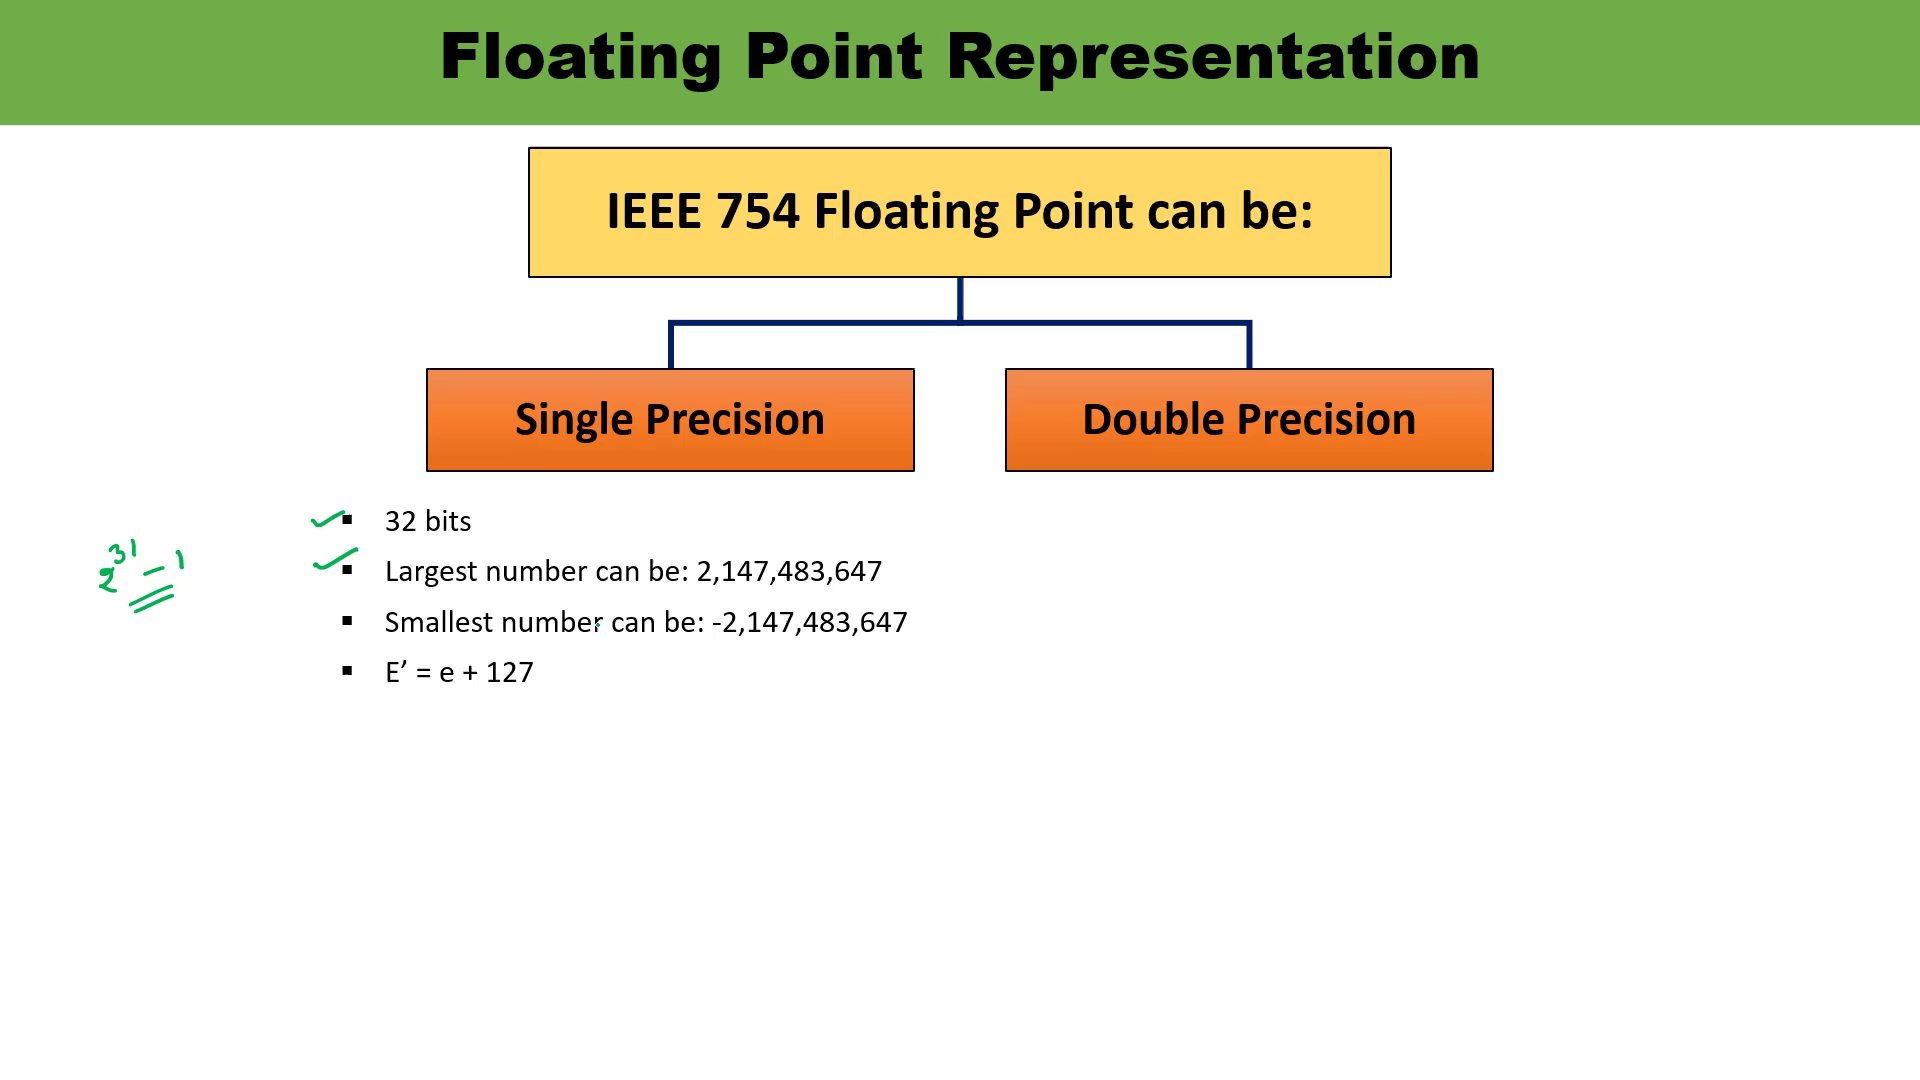 Floating Point Representation
IEEE 754 Floating Point can be:
Single Precision
Double Precision
▪ 32 bits
▪ Largest number can be: 2,147,483,647
▪ Smallest number can be: -2,147,483,647
▪ E’ = e + 127
2³¹ – 1